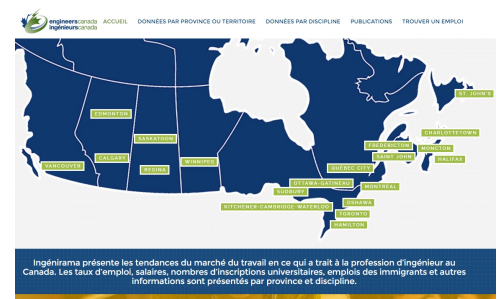 engineerscanada
ingénieurscanada
ACCUEIL DONNÉES PAR PROVINCE OU TERRITOIRE DONNÉES PAR DISCIPLINE PUBLICATIONS TROUVER UN EMPLOI
ST. JOHN'S
EDMONTON
CHARLOTTETOWN
SASKATOON
FREDERICTON MONCTON
CALGARY WINNIPEG SAINT JOHN HALIFAX
VANCOUVER REGINA QUÉBEC CITY
OTTAWA-GATINEAU MONTRÉAL
SUDBURY
KITCHENER-CAMBRIDGE-WATERLOO OSHAWA
TORONTO
HAMILTON
Ingénirama présente les tendances du marché du travail en ce qui a trait à la profession d'ingénieur au
Canada. Les taux d'emploi, salaires, nombres d'inscriptions universitaires, emplois des immigrants et autres
informations sont présentés par province et discipline.